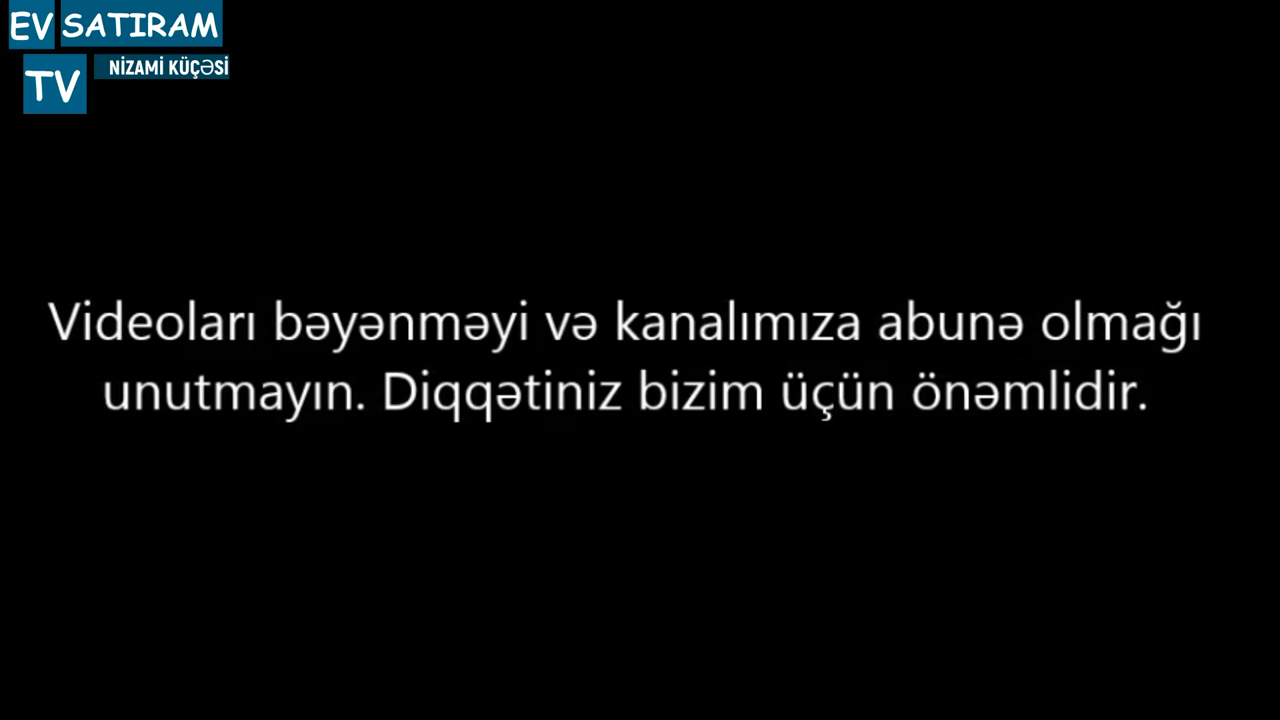 EV SATIRAM
TV NİZAMİ KÜÇƏSİ
Videoları bəyənməyi və kanalımıza abunə olmağı
unutmayın. Diqqətiniz bizim üçün önəmlidir.